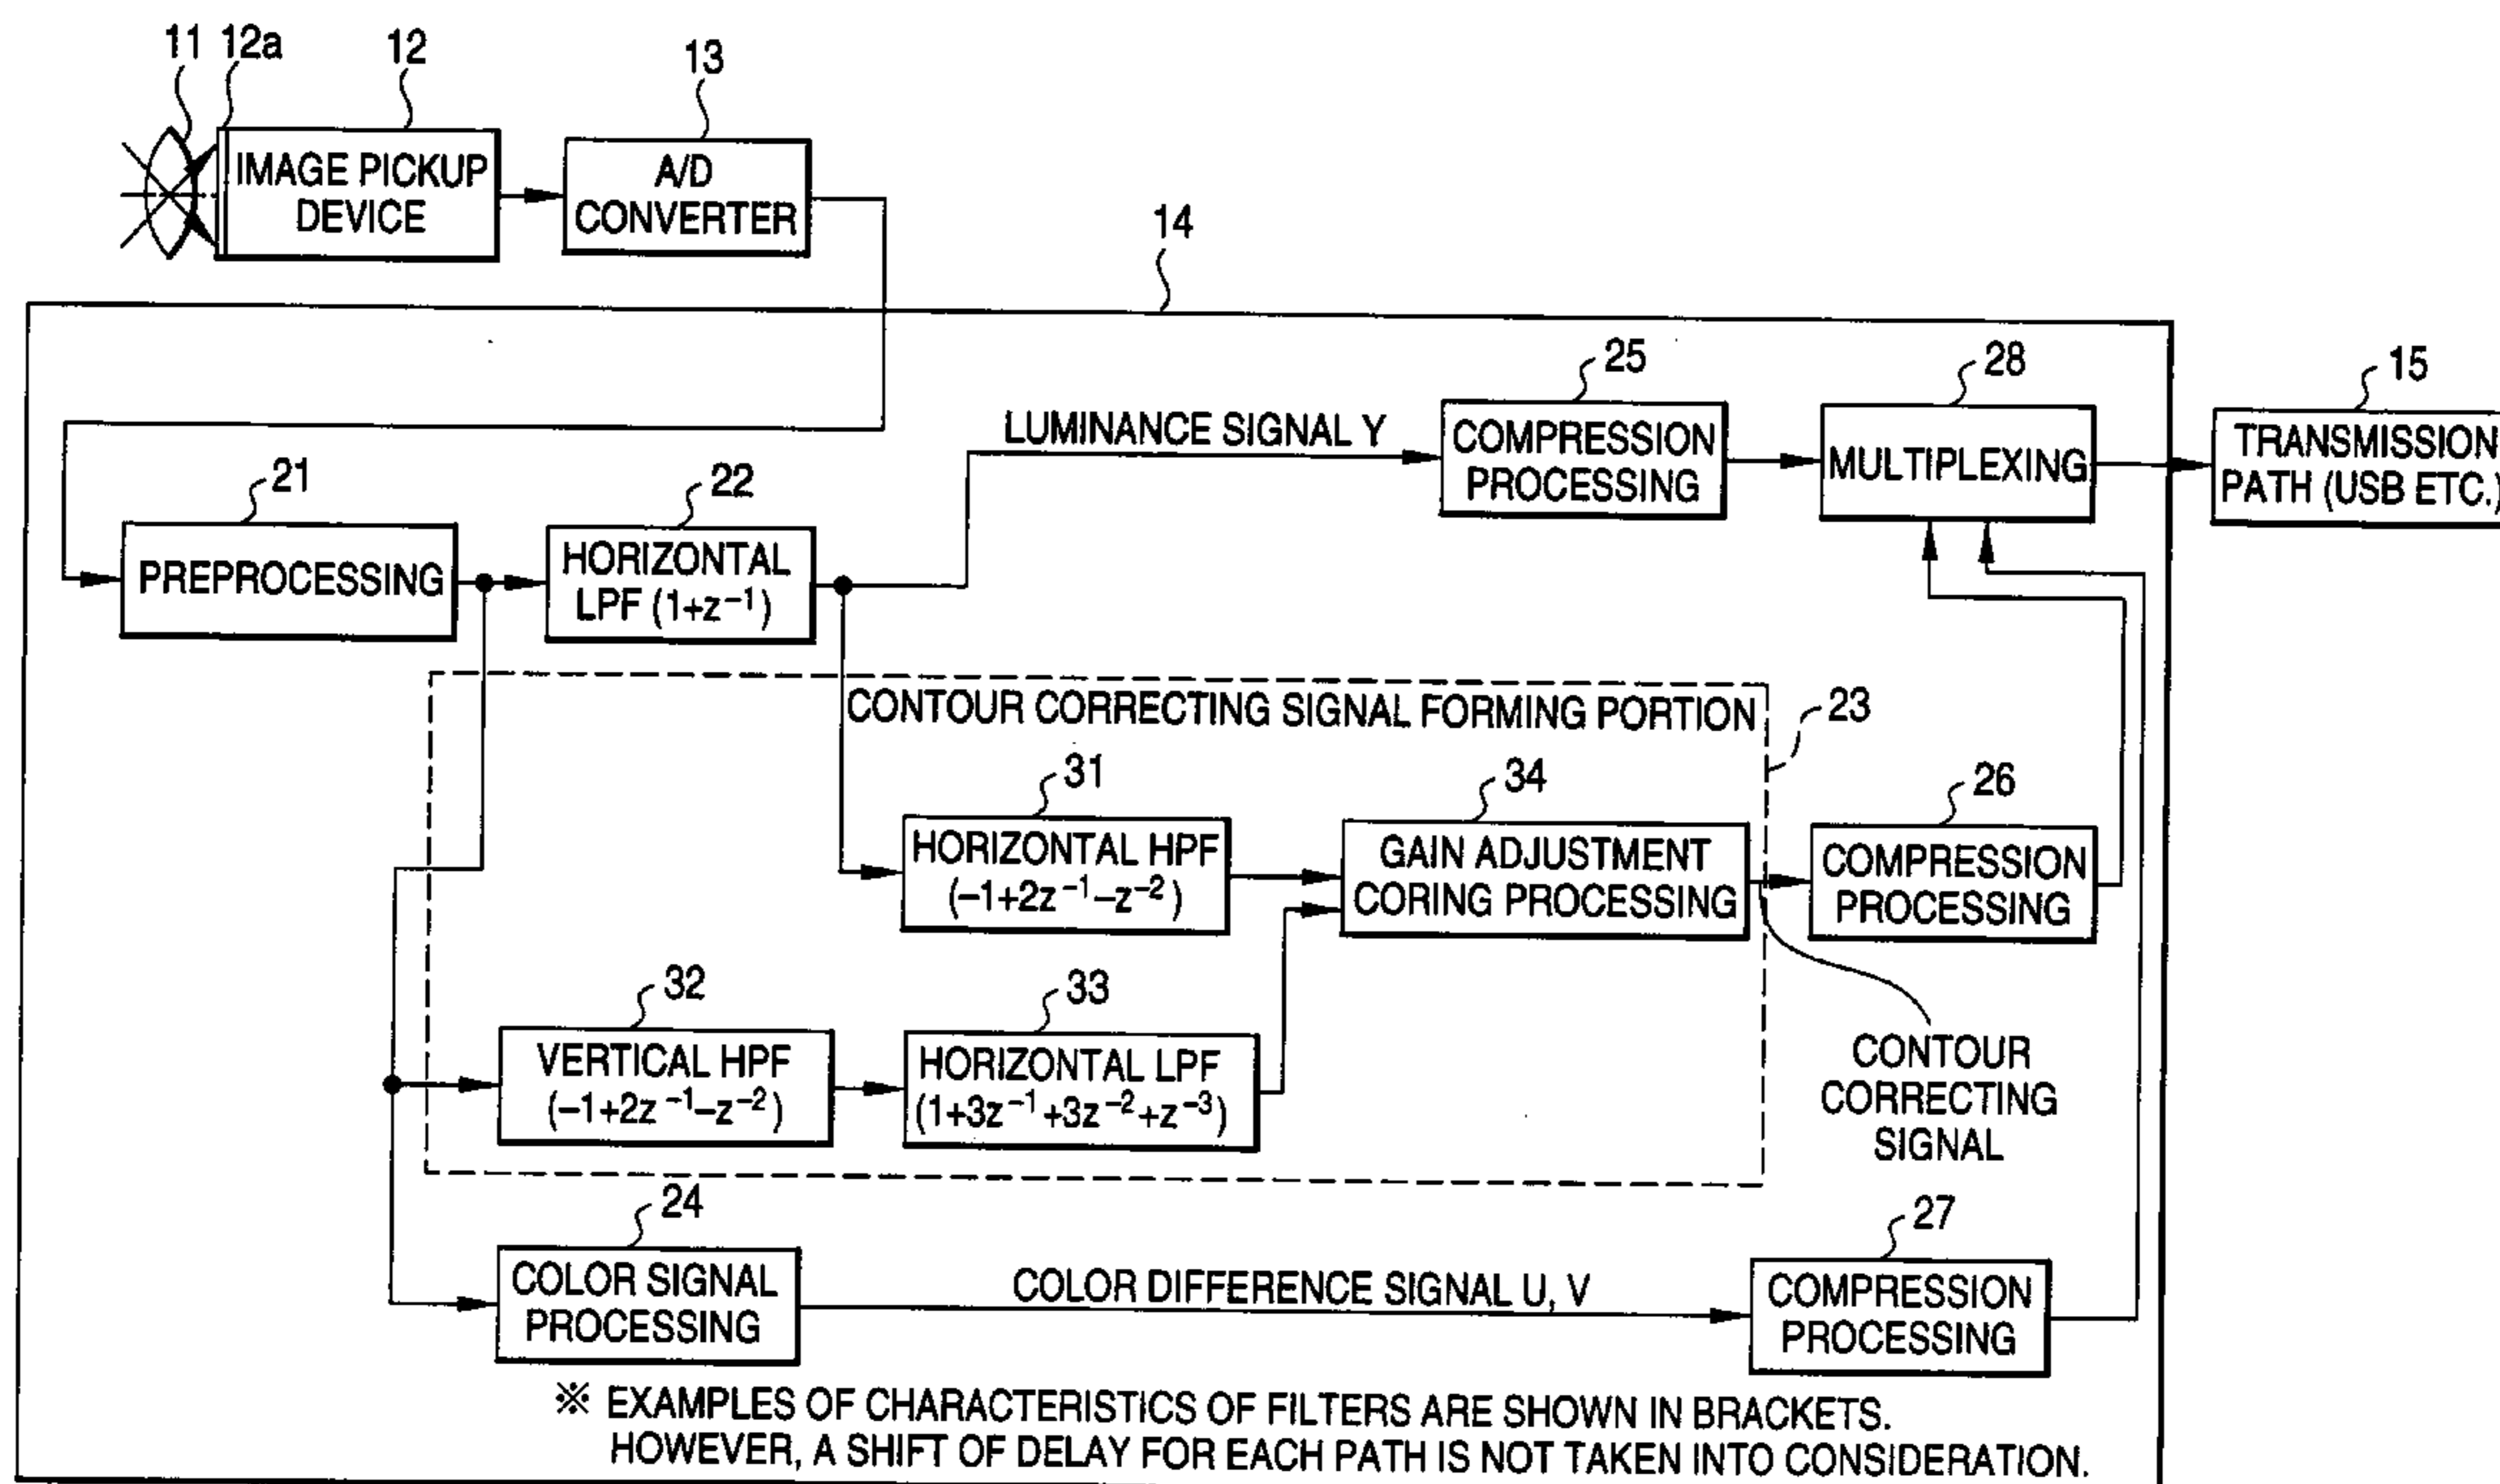 11
12a
12
13
IMAGE PICKUP
DEVICE
A/D
CONVERTER
14
25
28
15
LUMINANCE SIGNAL Y
COMPRESSION
PROCESSING
MULTIPLEXING
TRANSMISSION
PATH (USB ETC.)
21
22
PREPROCESSING
HORIZONTAL
LPF (1+z⁻¹)
CONTOUR CORRECTING SIGNAL FORMING PORTION
23
31
34
26
HORIZONTAL HPF
(−1+2z⁻¹−z⁻²)
GAIN ADJUSTMENT
CORING PROCESSING
COMPRESSION
PROCESSING
32
33
VERTICAL HPF
(−1+2z⁻¹−z⁻²)
HORIZONTAL LPF
(1+3z⁻¹+3z⁻²+z⁻³)
CONTOUR
CORRECTING
SIGNAL
24
27
COLOR SIGNAL
PROCESSING
COLOR DIFFERENCE SIGNAL U, V
COMPRESSION
PROCESSING
※ EXAMPLES OF CHARACTERISTICS OF FILTERS ARE SHOWN IN BRACKETS.
HOWEVER, A SHIFT OF DELAY FOR EACH PATH IS NOT TAKEN INTO CONSIDERATION.